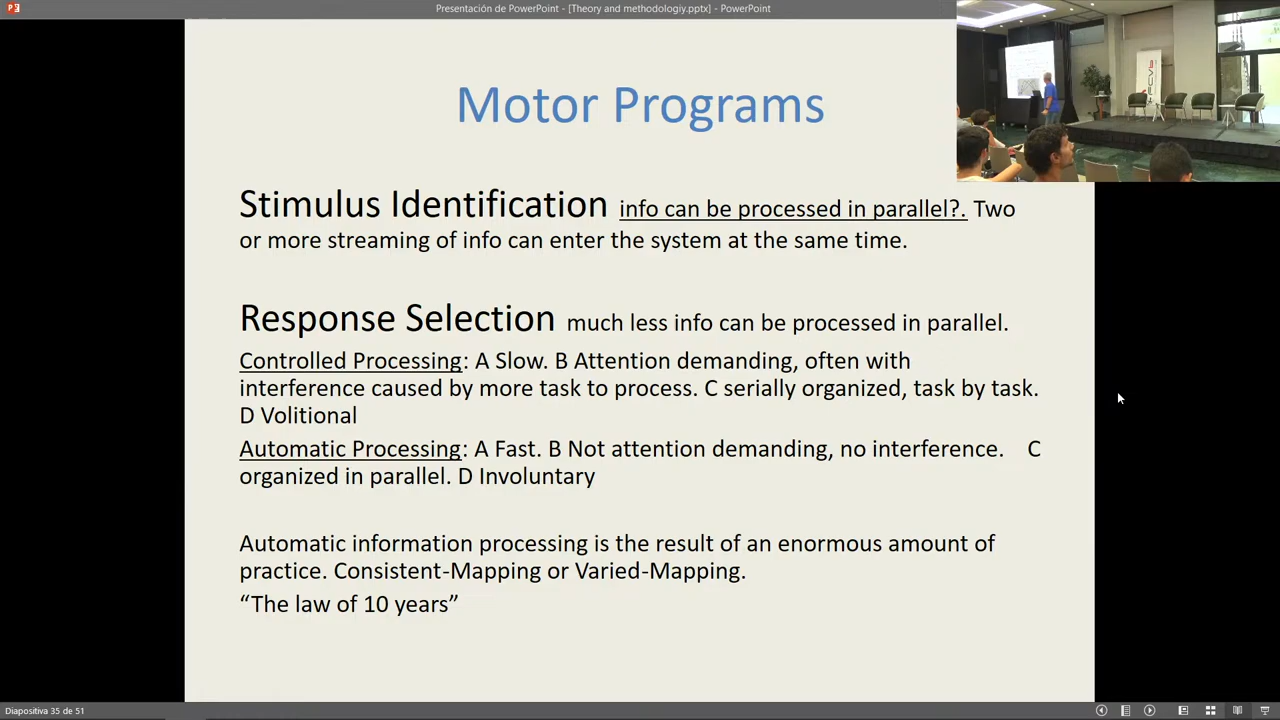 Presentación de PowerPoint - [Theory and methodologiy.pptx] - PowerPoint
Motor Programs
Stimulus Identification info can be processed in parallel?. Two
or more streaming of info can enter the system at the same time.
Response Selection much less info can be processed in parallel.
Controlled Processing: A Slow. B Attention demanding, often with
interference caused by more task to process. C serially organized, task by task.
D Volitional
Automatic Processing: A Fast. B Not attention demanding, no interference. C
organized in parallel. D Involuntary
Automatic information processing is the result of an enormous amount of
practice. Consistent-Mapping or Varied-Mapping.
“The law of 10 years”
Diapositiva 35 de 51